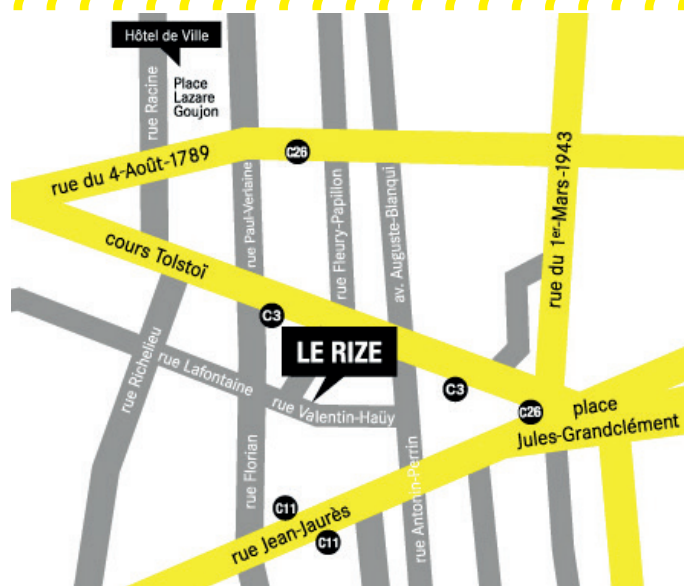 Hôtel de Ville
Place
Lazare
Goujon
rue Racine
rue du 4-Août-1789
C26
rue Paul-Verlaine
rue Fleury-Papillon
av. Auguste-Blanqui
rue du 1er-Mars-1943
cours Tolstoï
C3
LE RIZE
rue Richelieu
rue Lafontaine
rue Valentin-Haüy
C3
C26
place
Jules-Grandclément
rue Florian
rue Antonin-Perrin
C11
rue Jean-Jaurès
C11